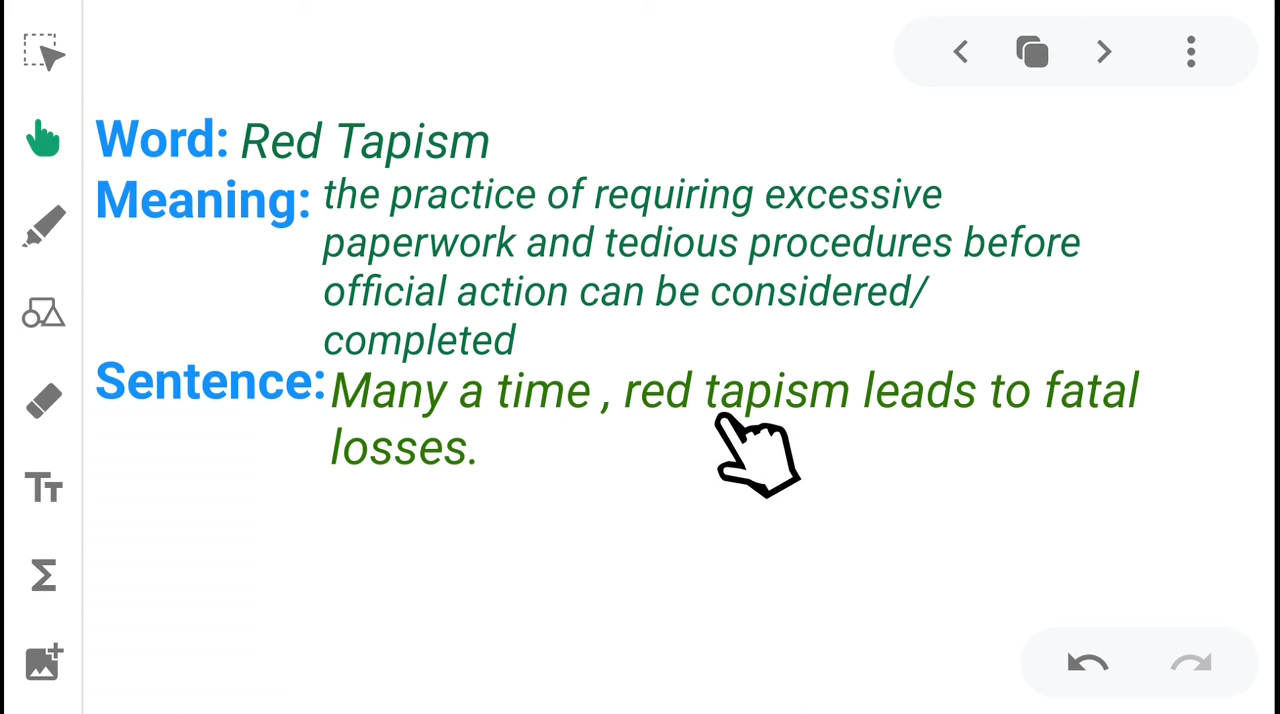 Word: Red Tapism
Meaning: the practice of requiring excessive
paperwork and tedious procedures before
official action can be considered/
completed
Sentence: Many a time , red tapism leads to fatal
losses.